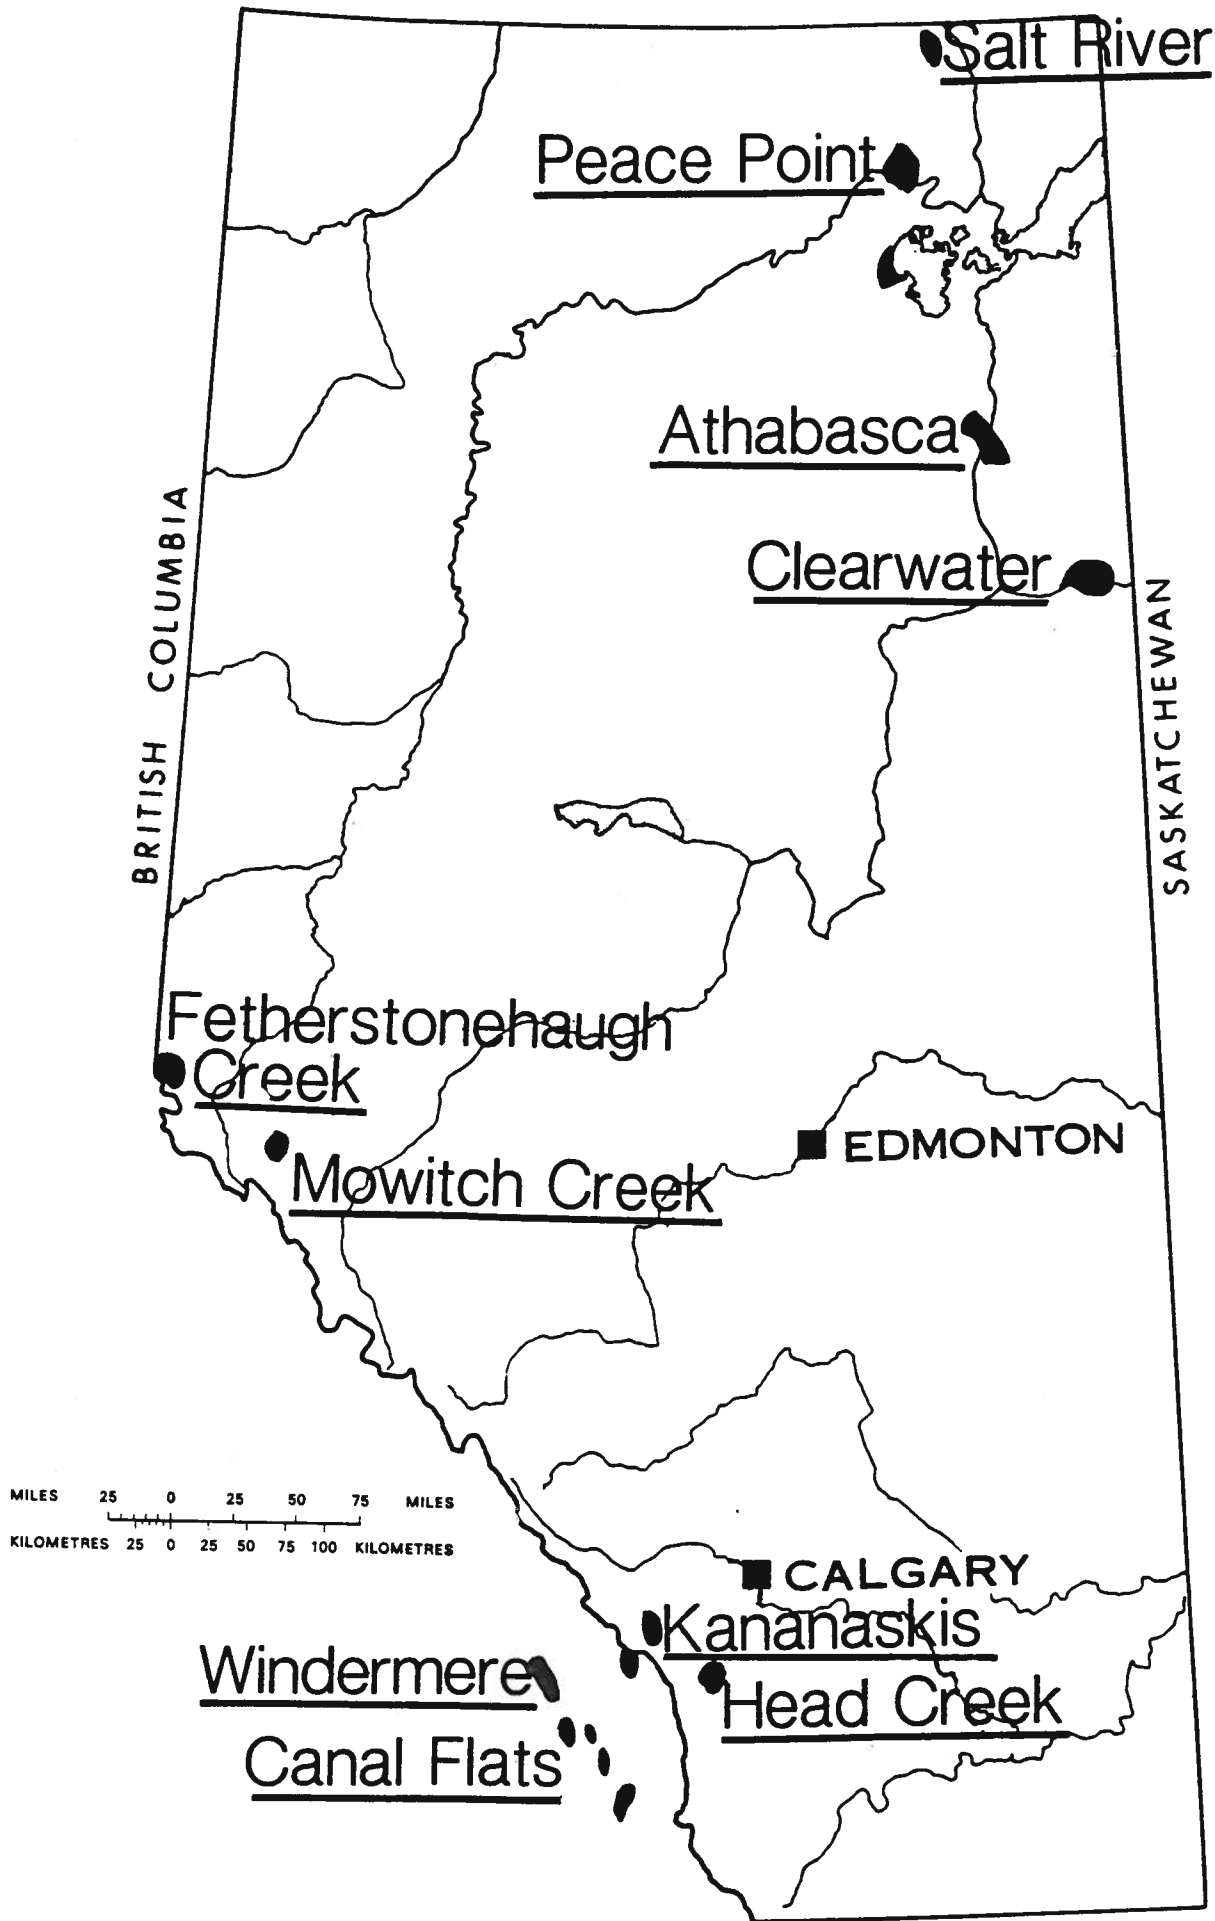 Salt River
Peace Point
Athabasca
Clearwater
BRITISH COLUMBIA
SASKATCHEWAN
Fetherstonehaugh
Creek
Mowitch Creek
EDMONTON
MILES 25 0 25 50 75 MILES
KILOMETRES 25 0 25 50 75 100 KILOMETRES
CALGARY
Kananaskis
Windermere
Head Creek
Canal Flats